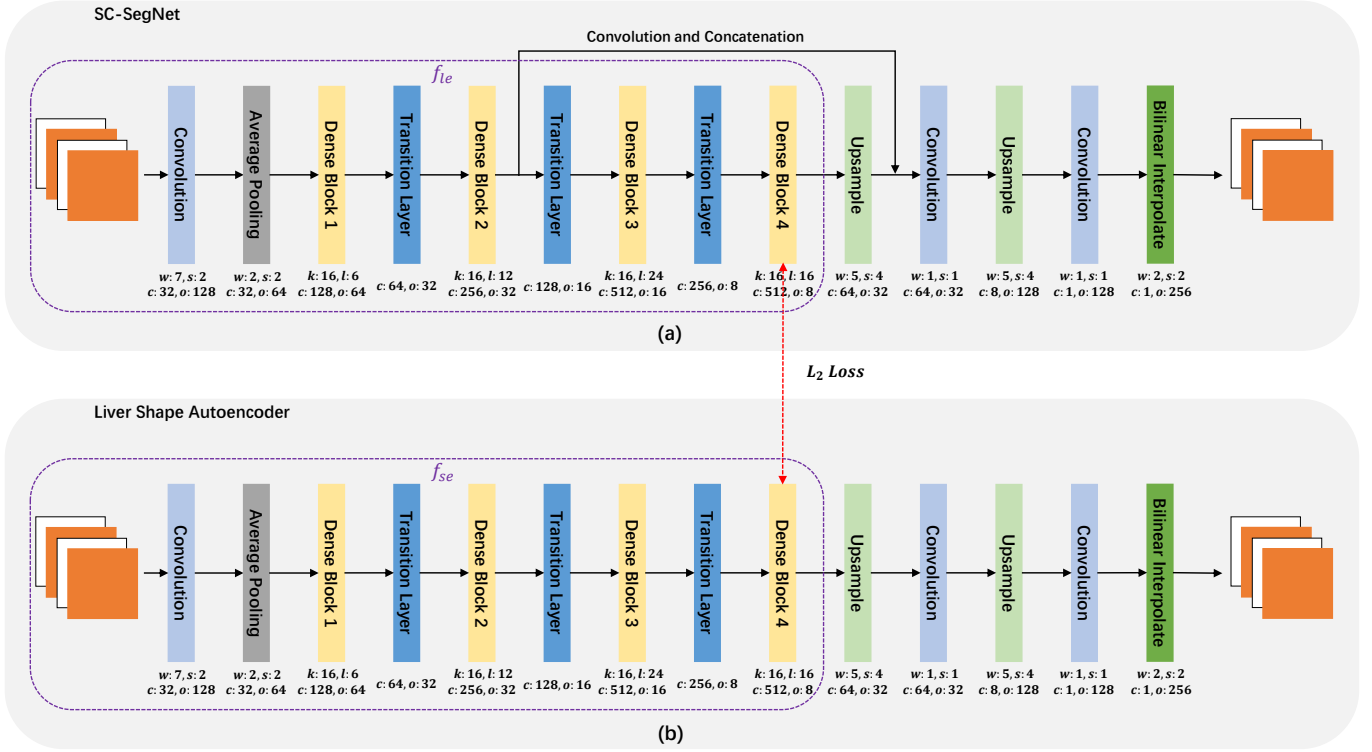 SC-SegNet
Convolution and Concatenation
f_le
Convolution
Average Pooling
Dense Block 1
Transition Layer
Dense Block 2
Transition Layer
Dense Block 3
Transition Layer
Dense Block 4
Upsample
Convolution
Upsample
Convolution
Bilinear Interpolate
w: 7, s: 2
c: 32, o: 128
w: 2, s: 2
c: 32, o: 64
k: 16, l: 6
c: 128, o: 64
c: 64, o: 32
k: 16, l: 12
c: 256, o: 32
c: 128, o: 16
k: 16, l: 24
c: 512, o: 16
c: 256, o: 8
k: 16, l: 16
c: 512, o: 8
w: 5, s: 4
c: 64, o: 32
w: 1, s: 1
c: 64, o: 32
w: 5, s: 4
c: 8, o: 128
w: 1, s: 1
c: 1, o: 128
w: 2, s: 2
c: 1, o: 256
(a)
L₂ Loss
Liver Shape Autoencoder
f_se
Convolution
Average Pooling
Dense Block 1
Transition Layer
Dense Block 2
Transition Layer
Dense Block 3
Transition Layer
Dense Block 4
Upsample
Convolution
Upsample
Convolution
Bilinear Interpolate
w: 7, s: 2
c: 32, o: 128
w: 2, s: 2
c: 32, o: 64
k: 16, l: 6
c: 128, o: 64
c: 64, o: 32
k: 16, l: 12
c: 256, o: 32
c: 128, o: 16
k: 16, l: 24
c: 512, o: 16
c: 256, o: 8
k: 16, l: 16
c: 512, o: 8
w: 5, s: 4
c: 64, o: 32
w: 1, s: 1
c: 64, o: 32
w: 5, s: 4
c: 8, o: 128
w: 1, s: 1
c: 1, o: 128
w: 2, s: 2
c: 1, o: 256
(b)